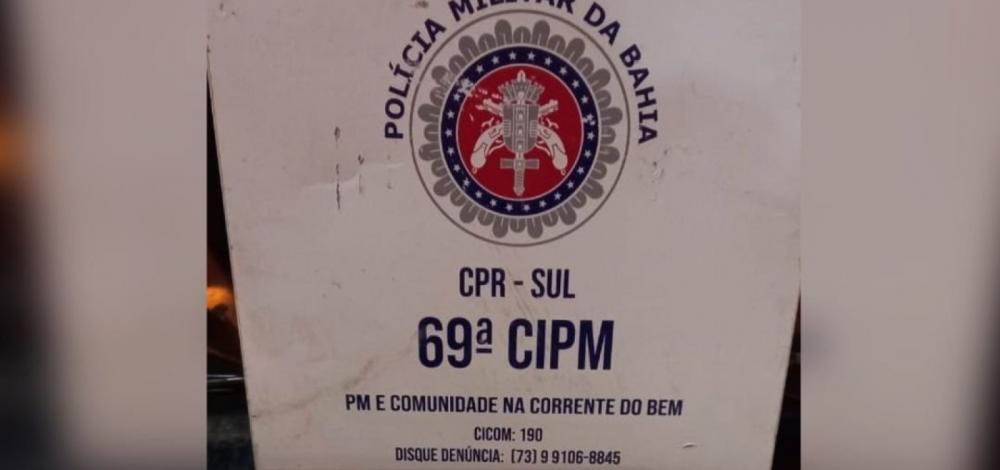 POLÍCIA MILITAR DA BAHIA
CPR - SUL
69ª CIPM
PM E COMUNIDADE NA CORRENTE DO BEM
CICOM: 190
DISQUE DENÚNCIA: (73) 9 9106-8845